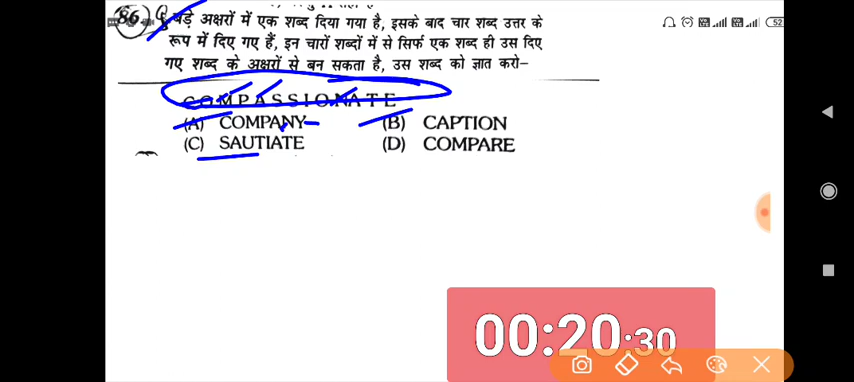 86. बड़े अक्षरों में एक शब्द दिया गया है, इसके बाद चार शब्द उत्तर के
रूप में दिए गए हैं, इन चारों शब्दों में से सिर्फ एक शब्द ही उस दिए
गए शब्द के अक्षरों से बन सकता है, उस शब्द को ज्ञात करो–
COMPASSIONATE
(A) COMPANY (B) CAPTION
(C) SAUTIATE (D) COMPARE
52
00:20:30